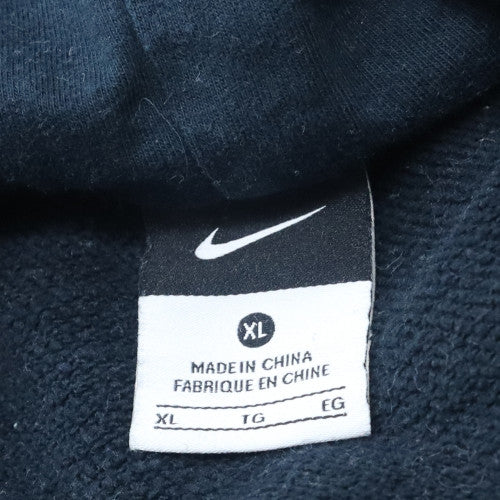 XL
MADE IN CHINA
FABRIQUE EN CHINE
XL TG EG